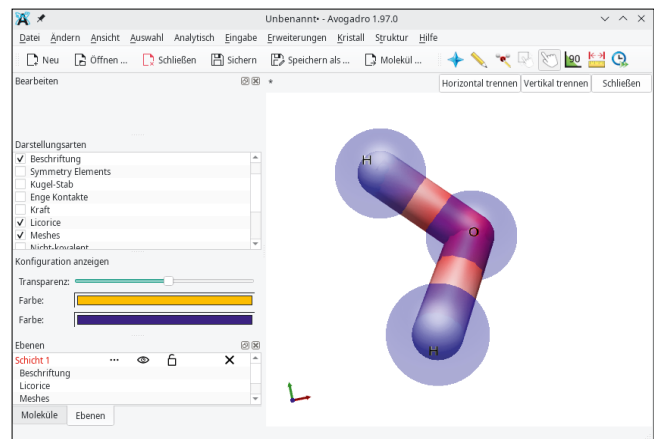 Unbenannt• - Avogadro 1.97.0
Datei Ändern Ansicht Auswahl Analytisch Eingabe Erweiterungen Kristall Struktur Hilfe
Neu Öffnen ... Schließen Sichern Speichern als ... Molekül ... 90
Bearbeiten
*
Horizontal trennen Vertikal trennen Schließen
Darstellungsarten
Beschriftung
Symmetry Elements
Kugel-Stab
Enge Kontakte
Kraft
Licorice
Meshes
Nicht-kovalent
Konfiguration anzeigen
Transparenz:
Farbe:
Farbe:
Ebenen
Schicht 1 ...
Beschriftung
Licorice
Meshes
Moleküle Ebenen
H
O
H